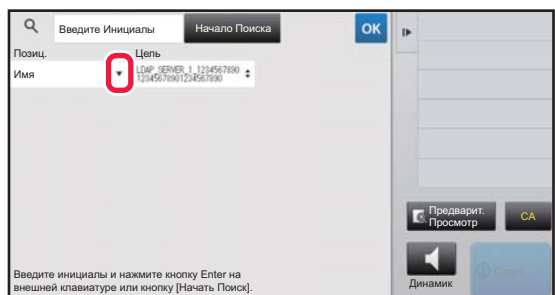 Введите Инициалы
Начало Поиска
OK
Позиц.
Цель
Имя
LDAP_SERVER_1_1234567890
12345678901234567890
Предварит.
Просмотр
CA
Динамик
Старт
Введите инициалы и нажмите кнопку Enter на
внешней клавиатуре или кнопку [Начать Поиск].